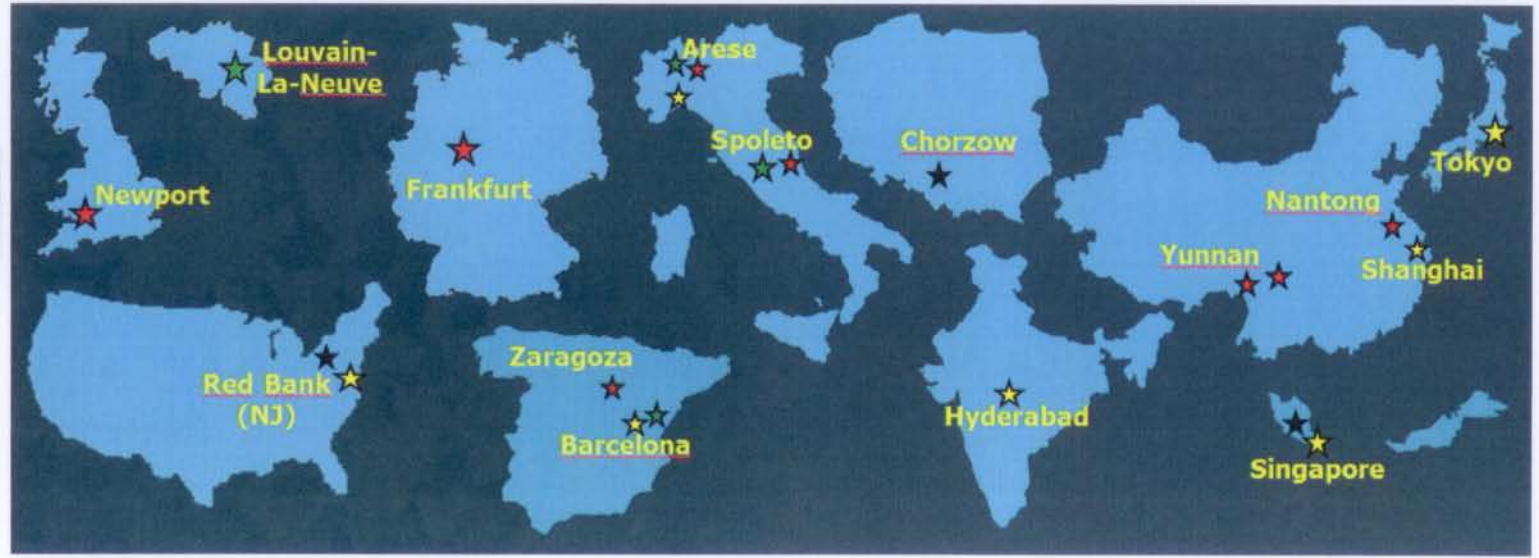 Louvain-
La-Neuve
Arese
Spoleto
Chorzow
Tokyo
Newport
Frankfurt
Nantong
Yunnan
Shanghai
Zaragoza
Red Bank
(NJ)
Barcelona
Hyderabad
Singapore